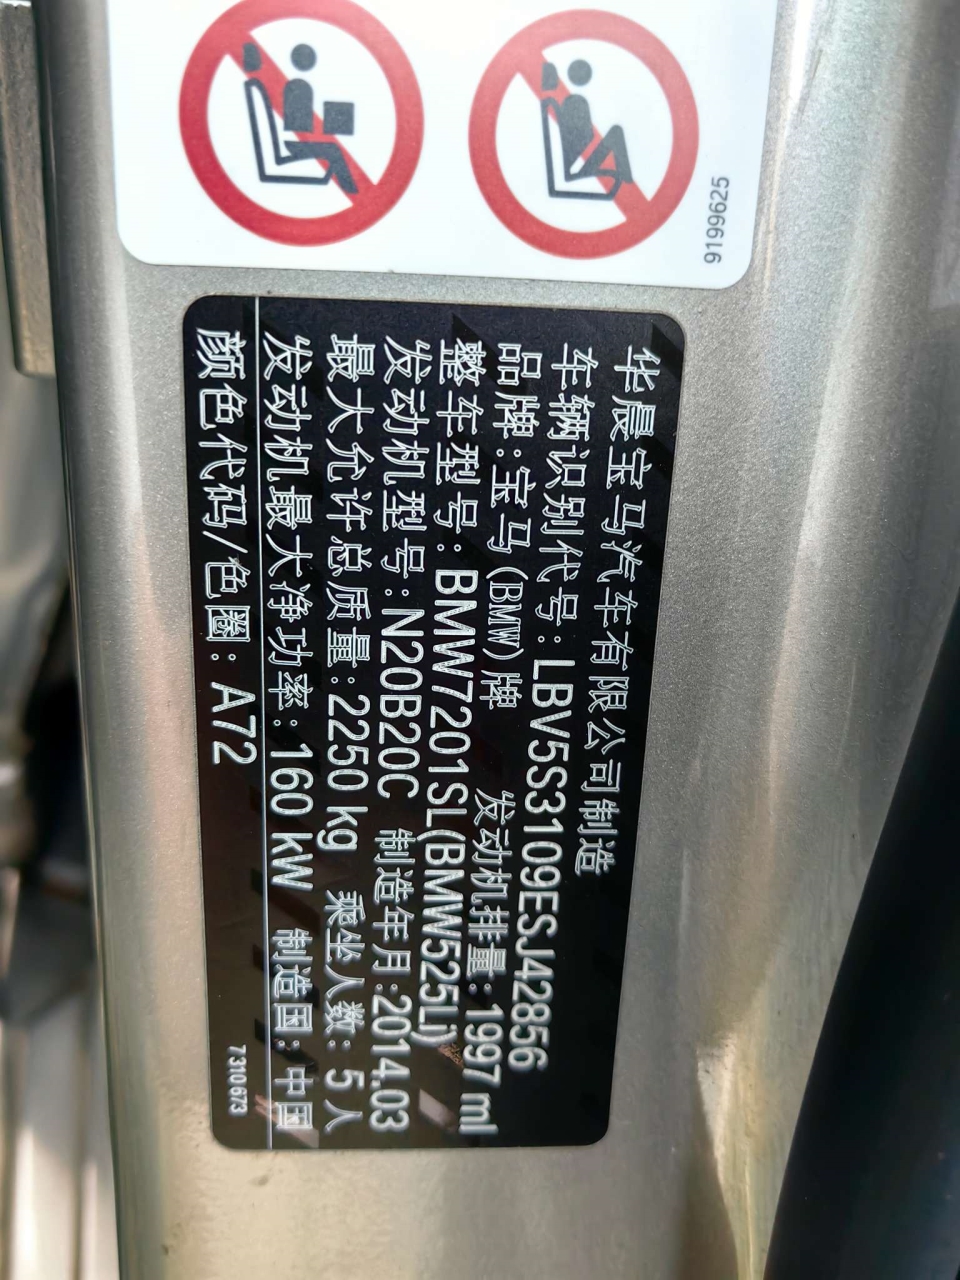 9199625
华晨宝马汽车有限公司制造
车辆识别代号:LBV5S3109ESJ42856
品牌:宝马(BMW)牌 发动机排量:1997 ml
整车型号:BMW7201SL(BMW525Li)
发动机型号:N20B20C 制造年月:2014.03
最大允许总质量:2250 kg 乘坐人数: 5 人
发动机最大净功率:160 kW 制造国: 中国
颜色代码/色圈: A72
7310673